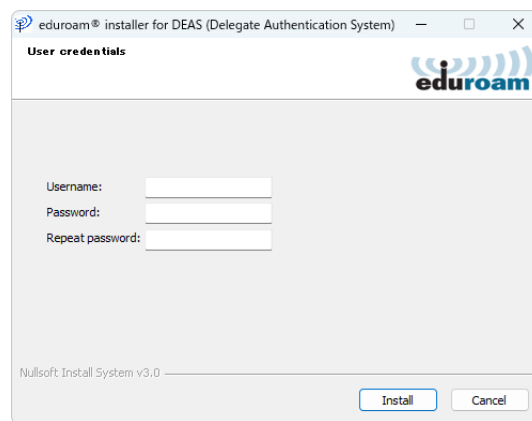 eduroam® installer for DEAS (Delegate Authentication System)
User credentials
eduroam
Username:
Password:
Repeat password:
Nullsoft Install System v3.0
Install Cancel